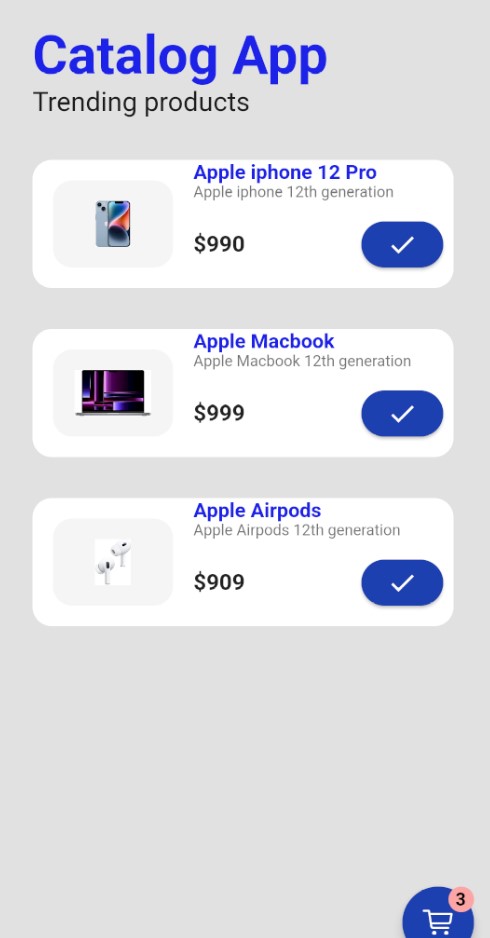 Catalog App
Trending products
Apple iphone 12 Pro
Apple iphone 12th generation
$990
Apple Macbook
Apple Macbook 12th generation
$999
Apple Airpods
Apple Airpods 12th generation
$909
3